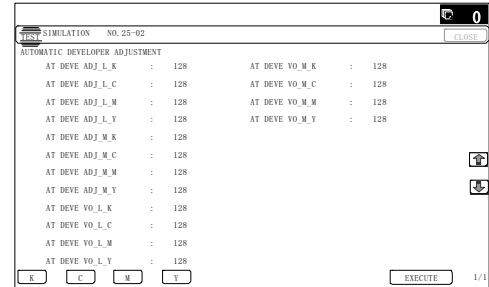 0
TEST SIMULATION NO. 25-02 CLOSE
AUTOMATIC DEVELOPER ADJUSTMENT
AT DEVE ADJ_L_K : 128 AT DEVE VO_M_K : 128
AT DEVE ADJ_L_C : 128 AT DEVE VO_M_C : 128
AT DEVE ADJ_L_M : 128 AT DEVE VO_M_M : 128
AT DEVE ADJ_L_Y : 128 AT DEVE VO_M_Y : 128
AT DEVE ADJ_M_K : 128
AT DEVE ADJ_M_C : 128
AT DEVE ADJ_M_M : 128
AT DEVE ADJ_M_Y : 128
AT DEVE VO_L_K : 128
AT DEVE VO_L_C : 128
AT DEVE VO_L_M : 128
AT DEVE VO_L_Y : 128
K C M Y EXECUTE 1/1